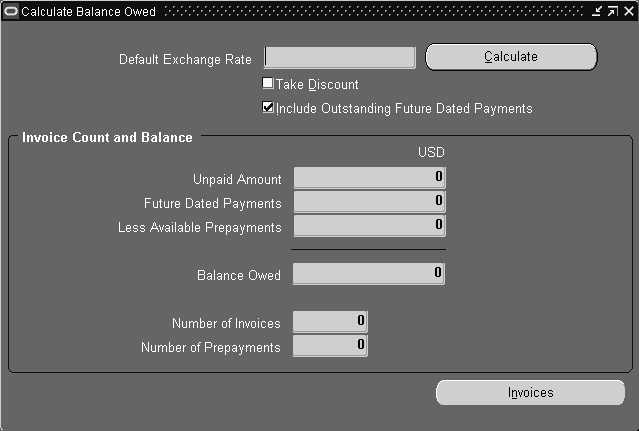 Calculate Balance Owed
Default Exchange Rate Calculate
Take Discount
Include Outstanding Future Dated Payments
Invoice Count and Balance
USD
Unpaid Amount 0
Future Dated Payments 0
Less Available Prepayments 0
Balance Owed 0
Number of Invoices 0
Number of Prepayments 0
Invoices